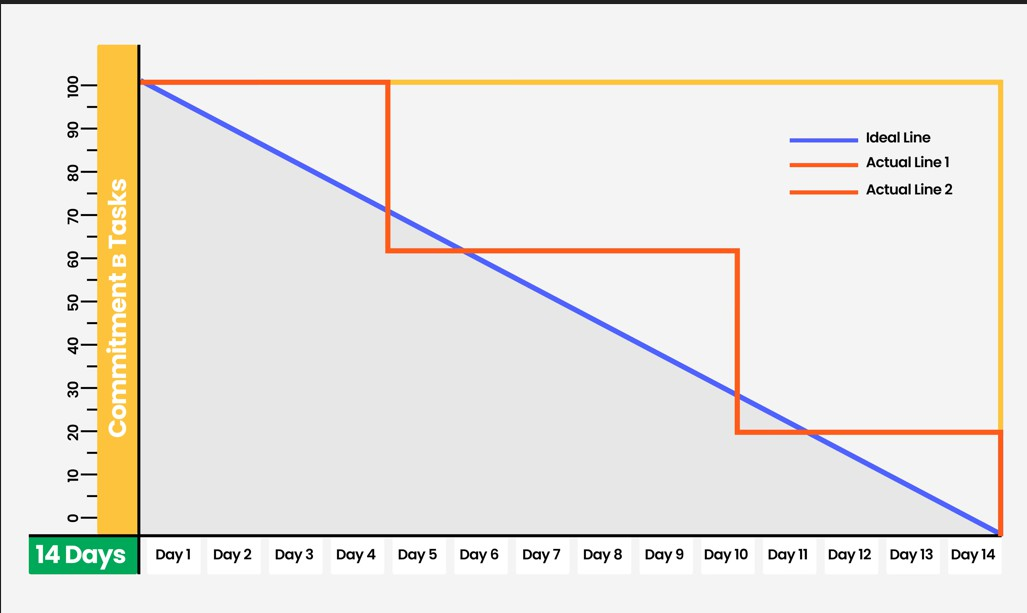 100
90
80
70
60
50
40
30
20
10
0
Commitment B Tasks
Ideal Line
Actual Line 1
Actual Line 2
14 Days
Day 1 Day 2 Day 3 Day 4 Day 5 Day 6 Day 7 Day 8 Day 9 Day 10 Day 11 Day 12 Day 13 Day 14